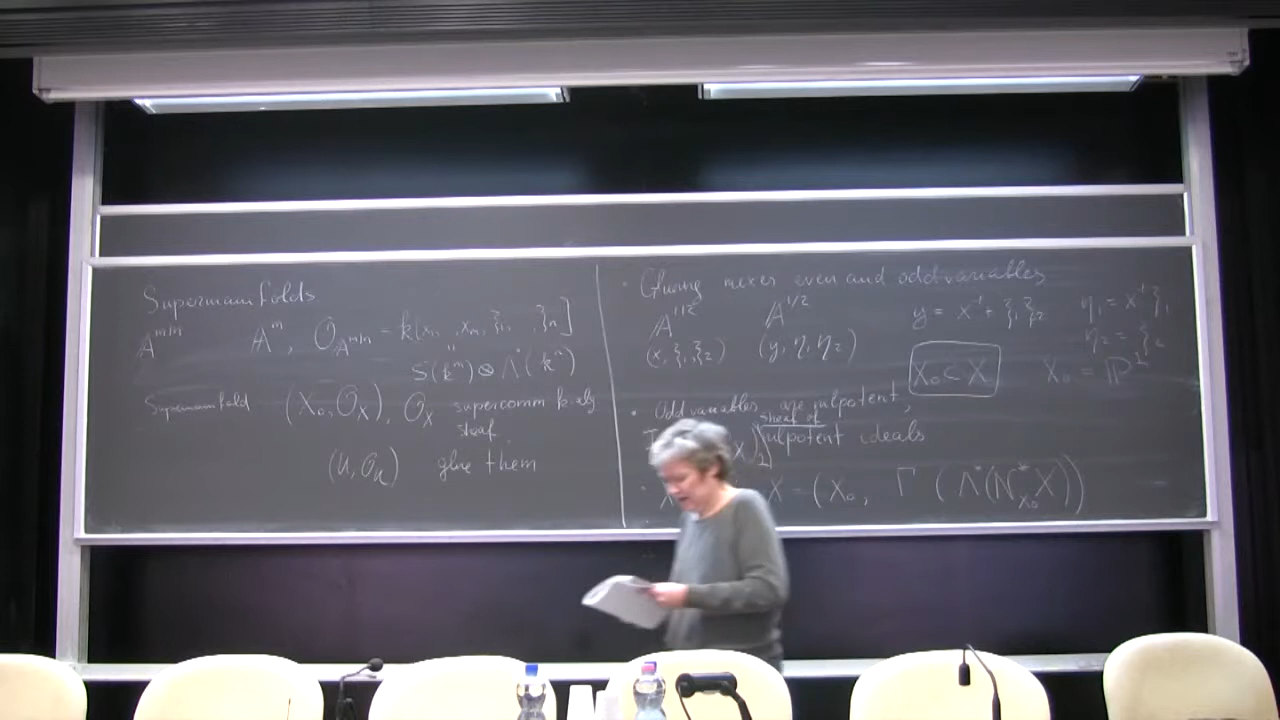 Supermanifolds
A^{m|n} A^m, O_{A^{m|n}} = k[x_1, x_m, ξ_1, ξ_n]
S(k^m) ⊗ Λ^•(k^n)
Supermanifold (X_0, O_X), O_X supercomm k-alg
sheaf
(U, O_U) glue them
• Gluing mixes even and odd variables
A^{1|2} A^{1|2} y = x^{-1} + ξ_1 ξ_2 η_1 = x^{-1} ξ_1
(x, ξ_1, ξ_2) (y, η_1, η_2) η_2 = ξ_2
X_0 ⊂ X X_0 = P^1
• Odd variables are nilpotent,
sheaf of
nilpotent ideals
• X = (X_0, Γ (Λ^•(N^*_{X_0} X))